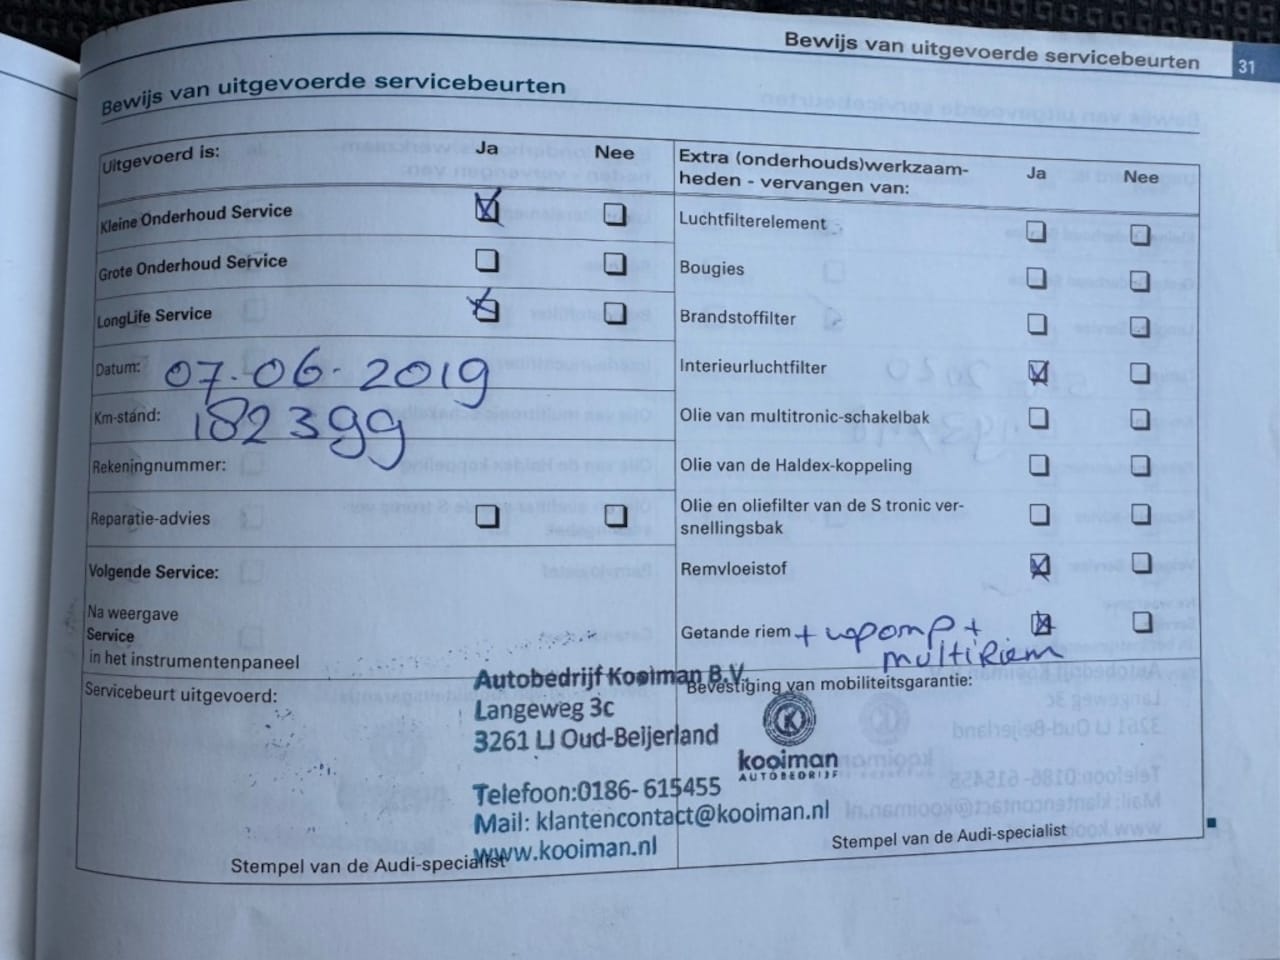 Bewijs van uitgevoerde servicebeurten
31
Bewijs van uitgevoerde servicebeurten
Uitgevoerd is:
Ja
Nee
Kleine Onderhoud Service
Grote Onderhoud Service
LongLife Service
Datum: 07-06-2019
Km-stand: 182399
Rekeningnummer:
Reparatie-advies
Volgende Service:
Na weergave
Service
in het instrumentenpaneel
Extra (onderhouds)werkzaam-
heden - vervangen van:
Ja
Nee
Luchtfilterelement
Bougies
Brandstoffilter
Interieurluchtfilter
Olie van multitronic-schakelbak
Olie van de Haldex-koppeling
Olie en oliefilter van de S tronic ver-
snellingsbak
Remvloeistof
Getande riem + wpomp +
multiRiem
Servicebeurt uitgevoerd:
Autobedrijf Kooiman B.V.
Langeweg 3c
3261 LJ Oud-Beijerland
Telefoon:0186-615455
Mail: klantencontact@kooiman.nl
www.kooiman.nl
Stempel van de Audi-specialist
Bevestiging van mobiliteitsgarantie:
K
kooiman
AUTOBEDRIJF
Stempel van de Audi-specialist